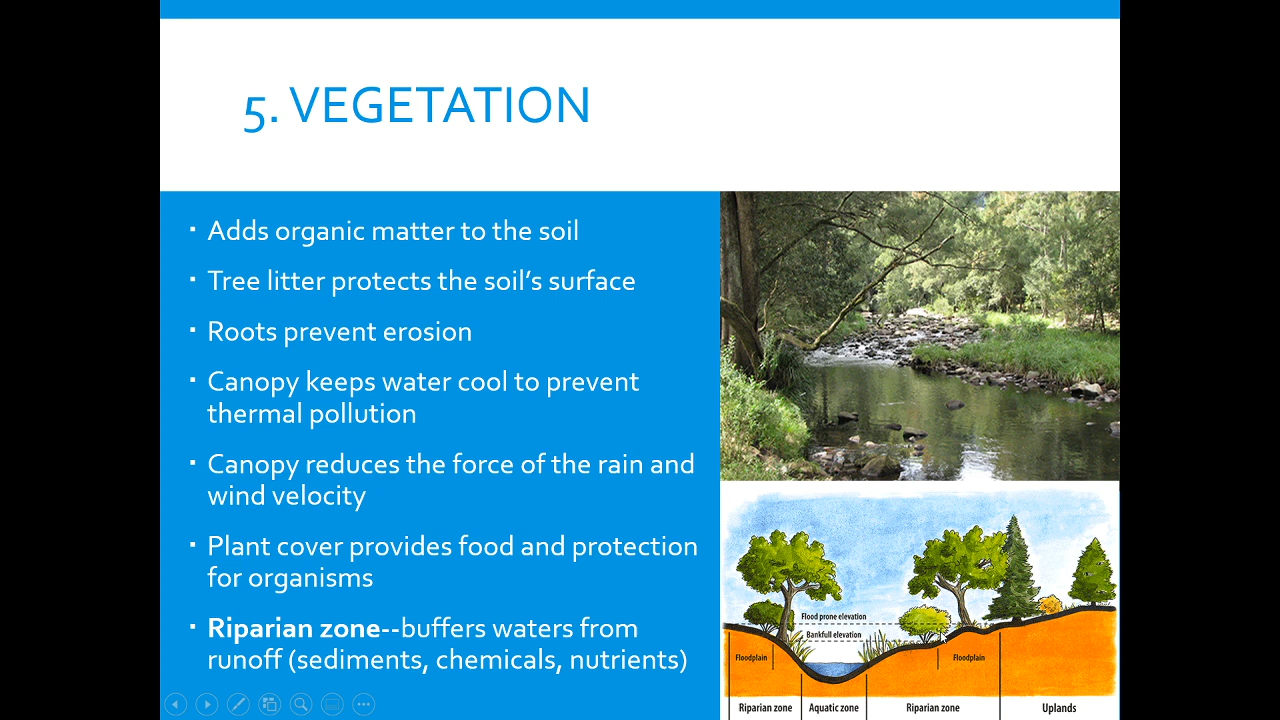 5. VEGETATION
▪ Adds organic matter to the soil
▪ Tree litter protects the soil’s surface
▪ Roots prevent erosion
▪ Canopy keeps water cool to prevent
thermal pollution
▪ Canopy reduces the force of the rain and
wind velocity
▪ Plant cover provides food and protection
for organisms
▪ Riparian zone--buffers waters from
runoff (sediments, chemicals, nutrients)
Flood prone elevation
Bankfull elevation
Floodplain
Floodplain
Riparian zone
Aquatic zone
Riparian zone
Uplands